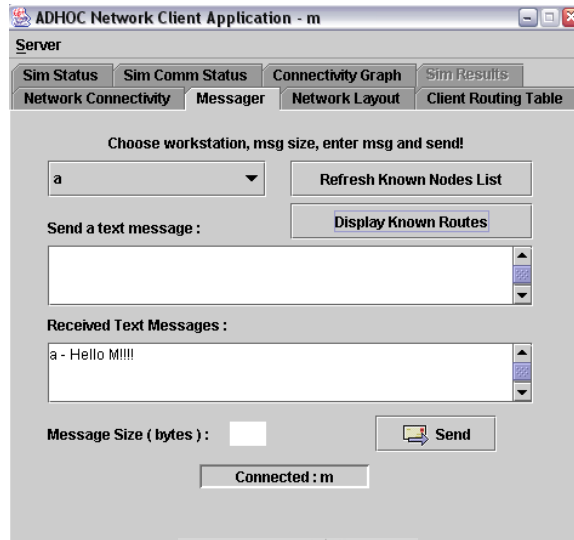 ADHOC Network Client Application - m
Server
Sim Status Sim Comm Status Connectivity Graph Sim Results
Network Connectivity Messager Network Layout Client Routing Table
Choose workstation, msg size, enter msg and send!
a Refresh Known Nodes List
Display Known Routes
Send a text message :
Received Text Messages :
a - Hello M!!!!
Message Size ( bytes ) : Send
Connected : m